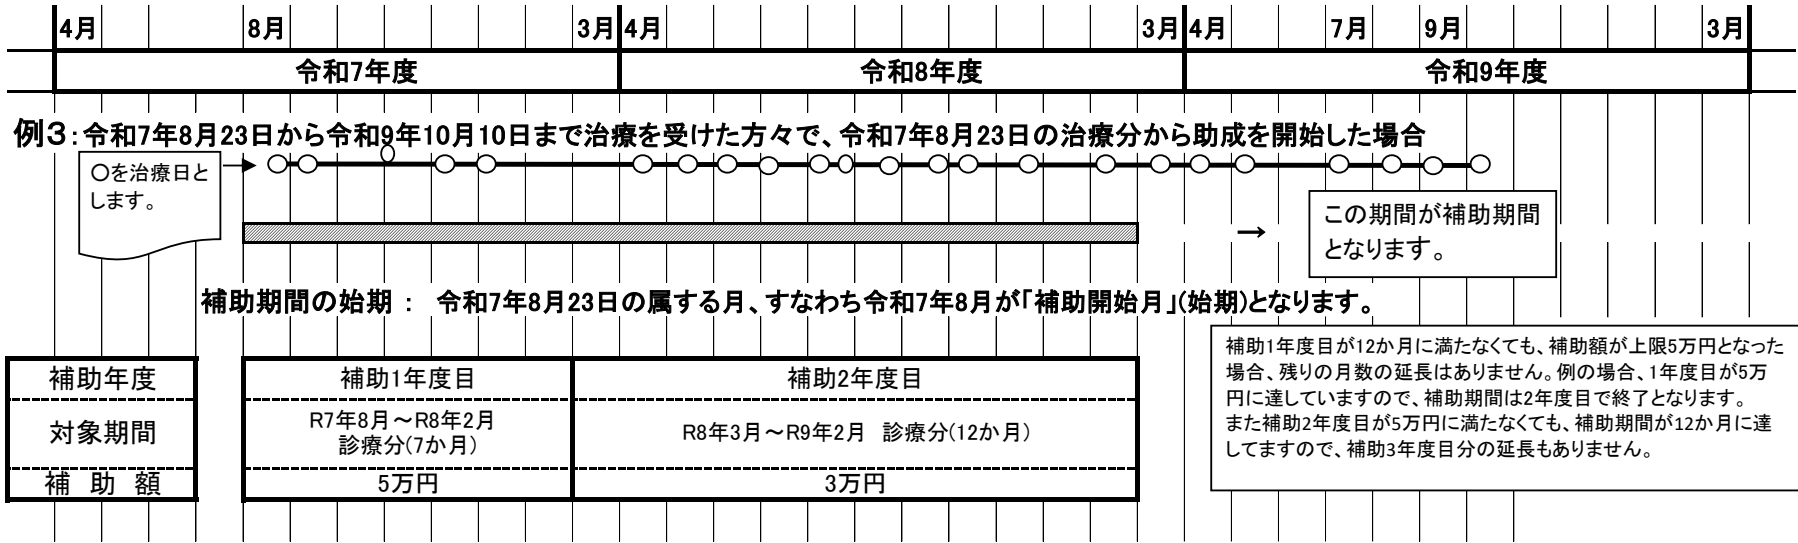 4月 8月 3月 4月 3月 4月 7月 9月 3月
令和7年度 令和8年度 令和9年度
例3:令和7年8月23日から令和9年10月10日まで治療を受けた方々で、令和7年8月23日の治療分から助成を開始した場合
○を治療日と
します。
この期間が補助期間
となります。
→
補助期間の始期： 令和7年8月23日の属する月、すなわち令和7年8月が「補助開始月」(始期)となります。
補助1年度目が12か月に満たなくても、補助額が上限5万円となった
場合、残りの月数の延長はありません。例の場合、1年度目が5万
円に達していますので、補助期間は2年度目で終了となります。
また補助2年度目が5万円に満たなくても、補助期間が12か月に達
してますので、補助3年度目分の延長もありません。
補助年度 補助1年度目 補助2年度目
対象期間 R7年8月～R8年2月
診療分(7か月)
R8年3月～R9年2月 診療分(12か月)
補 助 額 5万円 3万円